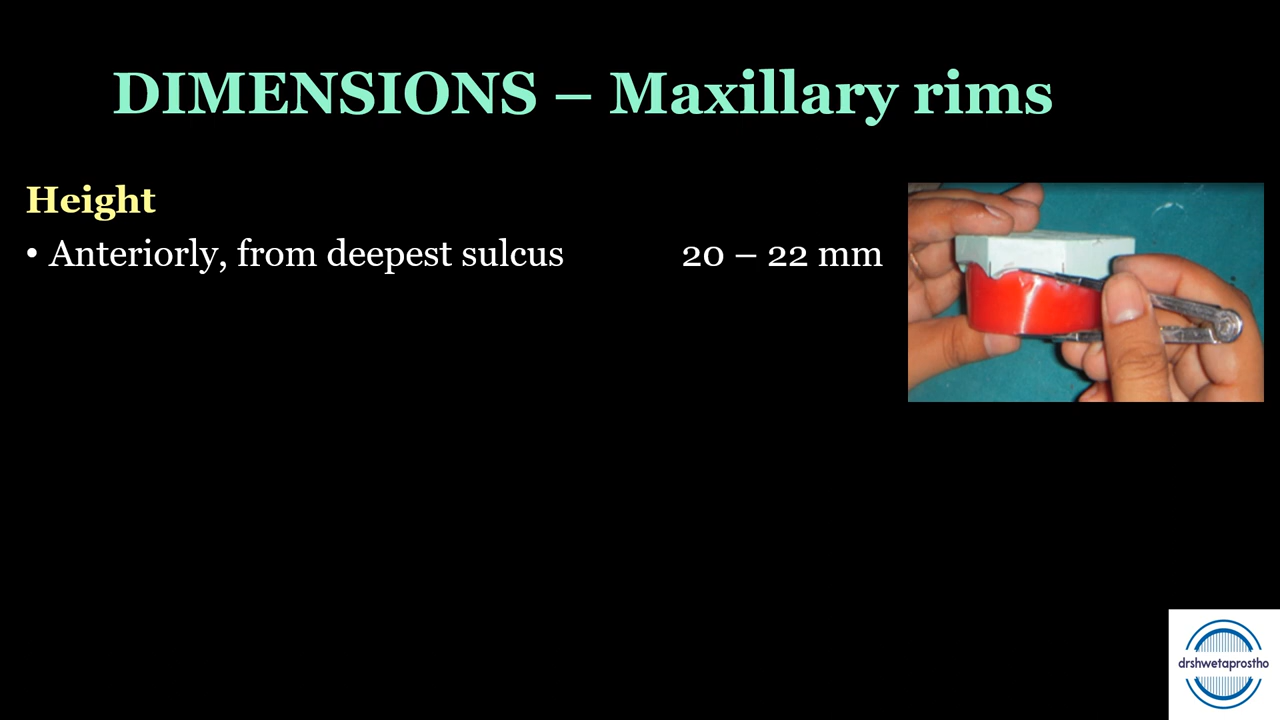 DIMENSIONS – Maxillary rims
Height
• Anteriorly, from deepest sulcus 20 – 22 mm
drshwetaprostho